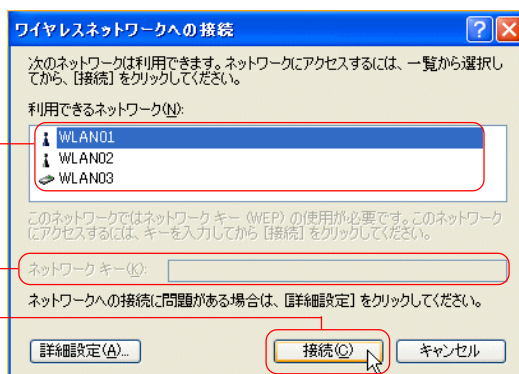 ワイヤレスネットワークへの接続
次のネットワークは利用できます。ネットワークにアクセスするには、一覧から選択し
てから、[接続] をクリックしてください。
利用できるネットワーク(N):
WLAN01
WLAN02
WLAN03
このネットワークではネットワーク キー (WEP) の使用が必要です。このネットワーク
にアクセスするには、キーを入力してから [接続] をクリックしてください。
ネットワーク キー(K):
ネットワークへの接続に問題がある場合は、[詳細設定] をクリックしてください。
詳細設定(A)... 接続(C) キャンセル